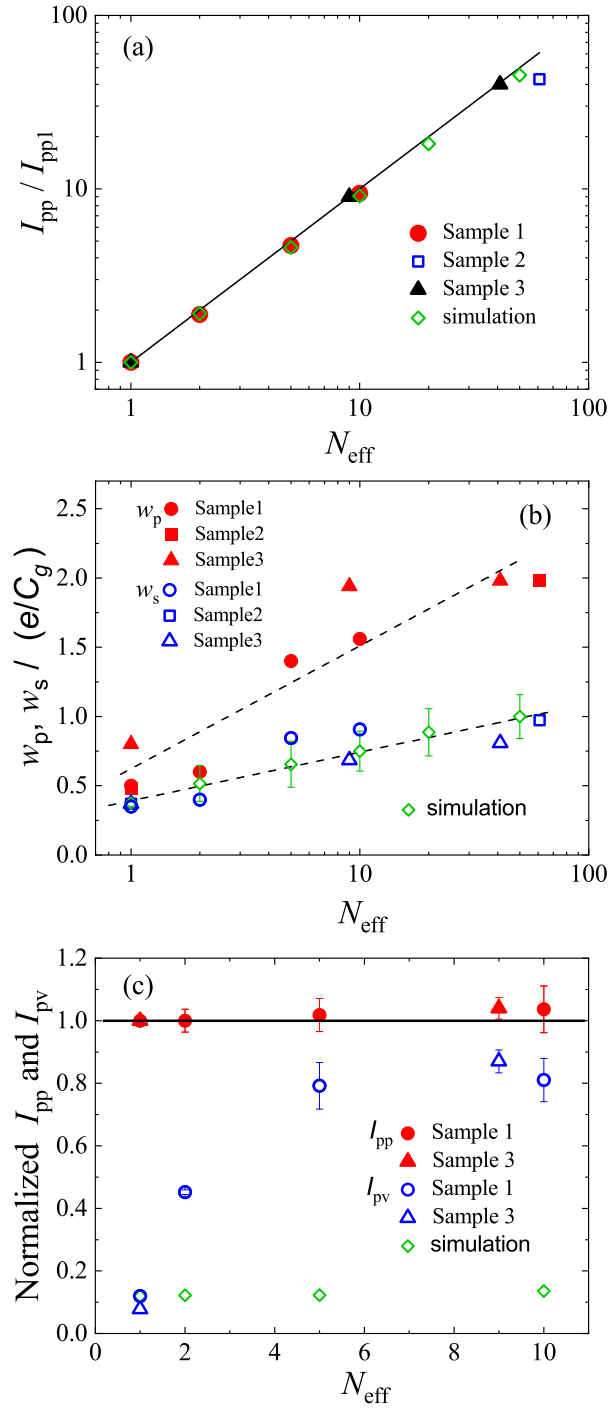 (a)
100
10
1
I_pp / I_pp1
Sample 1
Sample 2
Sample 3
simulation
1 10 100
N_eff
(b)
2.5
2.0
1.5
1.0
0.5
0.0
w_p, w_s / (e/C_g)
w_p Sample1
Sample2
Sample3
w_s Sample1
Sample2
Sample3
simulation
1 10 100
N_eff
(c)
1.2
1.0
0.8
0.6
0.4
0.2
0.0
Normalized I_pp and I_pv
I_pp Sample 1
Sample 3
I_pv Sample 1
Sample 3
simulation
0 2 4 6 8 10
N_eff